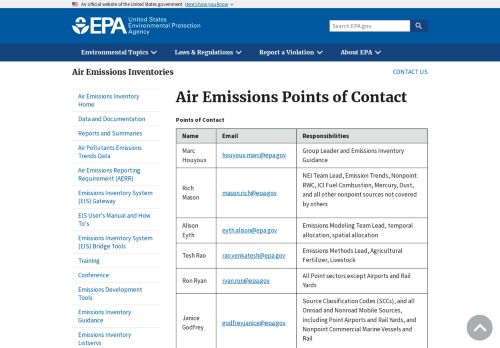 An official website of the United States government Here's how you know
EPA United States Environmental Protection Agency
Search EPA.gov
Environmental Topics
Laws & Regulations
Report a Violation
About EPA
Air Emissions Inventories
CONTACT US
Air Emissions Inventory Home
Data and Documentation
Reports and Summaries
Air Pollutants Emissions Trends Data
Air Emissions Reporting Requirement (AERR)
Emissions Inventory System (EIS) Gateway
EIS User's Manual and How To's
Emissions Inventory System (EIS) Bridge Tools
Training
Conference
Emissions Development Tools
Emissions Inventory Guidance
Emissions Inventory Listservs
Air Emissions Points of Contact
Points of Contact
Name Email Responsibilities
Marc Houyoux houyoux.marc@epa.gov Group Leader and Emissions Inventory Guidance
Rich Mason mason.rich@epa.gov NEI Team Lead, Emission Trends, Nonpoint RWC, ICI Fuel Combustion, Mercury, Dust, and all other nonpoint sources not covered by others
Alison Eyth eyth.alison@epa.gov Emissions Modeling Team Lead, temporal allocation, spatial allocation
Tesh Rao rao.venkatesh@epa.gov Emissions Methods Lead, Agricultural Fertilizer, Livestock
Ron Ryan ryan.ron@epa.gov All Point sectors except Airports and Rail Yards
Janice Godfrey godfrey.janice@epa.gov Source Classification Codes (SCCs), and all Onroad and Nonroad Mobile Sources, including Point Airports and Rail Yards, and Nonpoint Commercial Marine Vessels and Rail